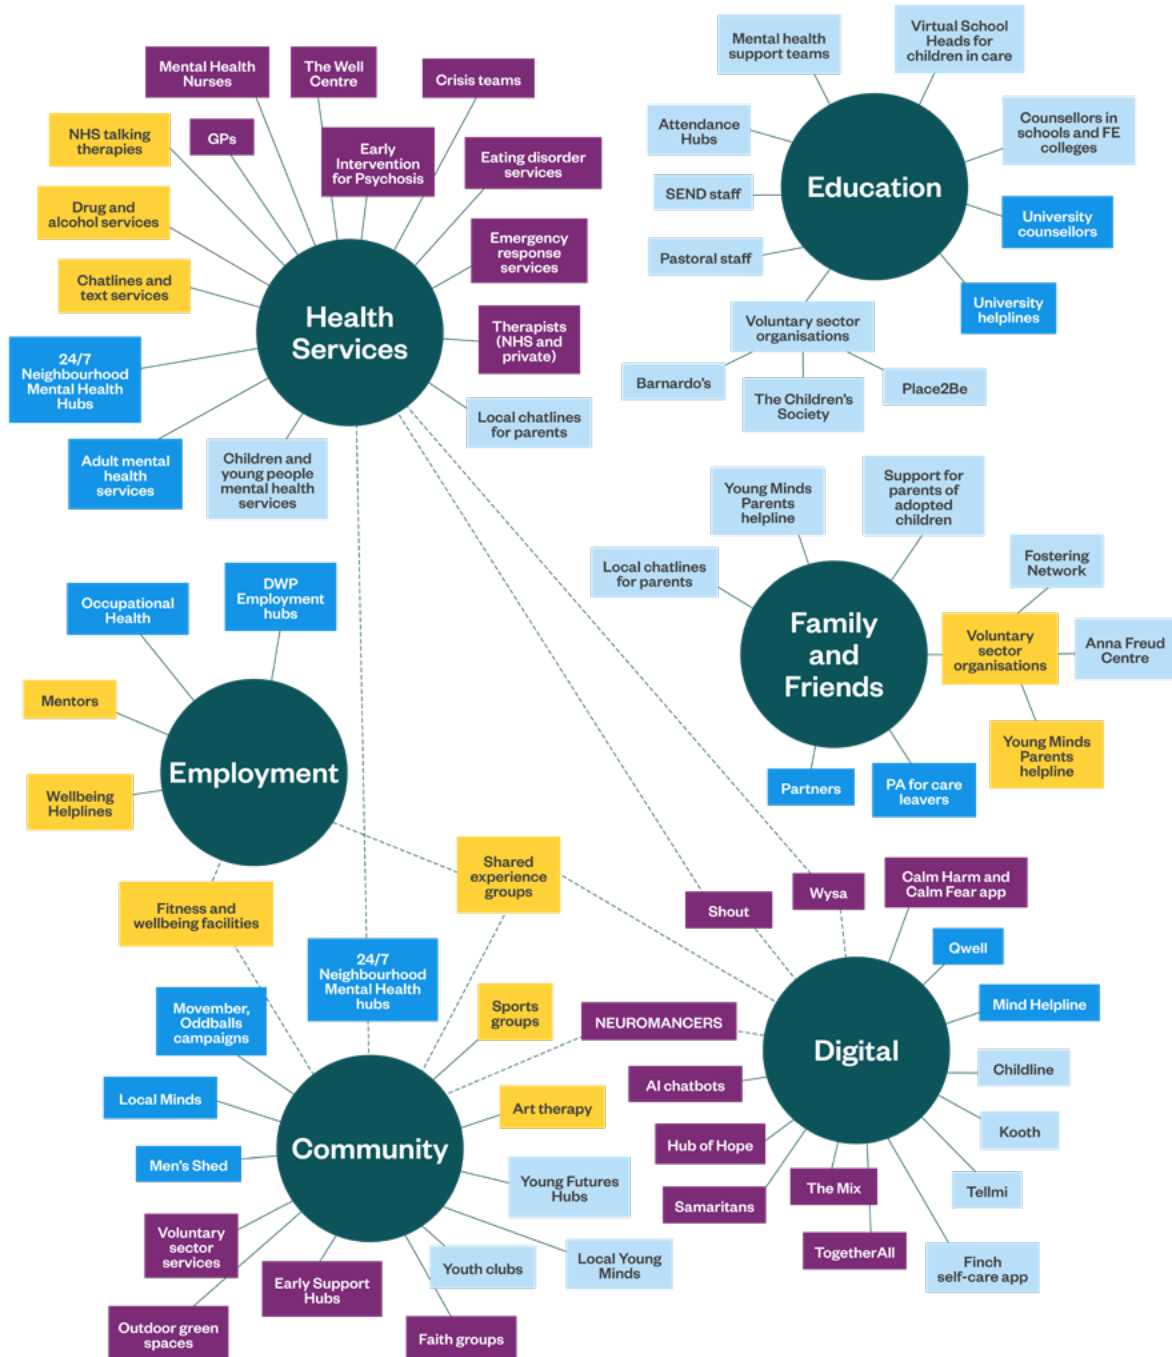 Mental Health
Nurses
The Well
Centre
Crisis teams
NHS talking
therapies
GPs
Early
Intervention
for Psychosis
Eating disorder
services
Drug and
alcohol services
Emergency
response
services
Chatlines and
text services
Health
Services
Therapists
(NHS and
private)
24/7
Neighbourhood
Mental Health
Hubs
Local chatlines
for parents
Adult mental
health
services
Children and
young people
mental health
services
Mental health
support teams
Virtual School
Heads for
children in care
Attendance
Hubs
Counsellors in
schools and FE
colleges
Education
SEND staff
University
counsellors
Pastoral staff
University
helplines
Voluntary sector
organisations
Barnardo's
The Children's
Society
Place2Be
Young Minds
Parents
helpline
Support for
parents of
adopted
children
Local chatlines
for parents
Fostering
Network
Family
and
Friends
Voluntary
sector
organisations
Anna Freud
Centre
Young Minds
Parents
helpline
Partners
PA for care
leavers
Occupational
Health
DWP
Employment
hubs
Mentors
Employment
Wellbeing
Helplines
Fitness and
wellbeing facilities
Shared
experience
groups
24/7
Neighbourhood
Mental Health
hubs
Movember,
Oddballs
campaigns
Sports
groups
Local Minds
Art therapy
Community
Men's Shed
Young Futures
Hubs
Voluntary
sector
services
Youth clubs
Local Young
Minds
Early Support
Hubs
Outdoor green
spaces
Faith groups
Shout
Wysa
Calm Harm and
Calm Fear app
Qwell
Mind Helpline
NEUROMANCERS
Digital
Childline
AI chatbots
Kooth
Hub of Hope
Tellmi
Samaritans
The Mix
TogetherAll
Finch
self-care app